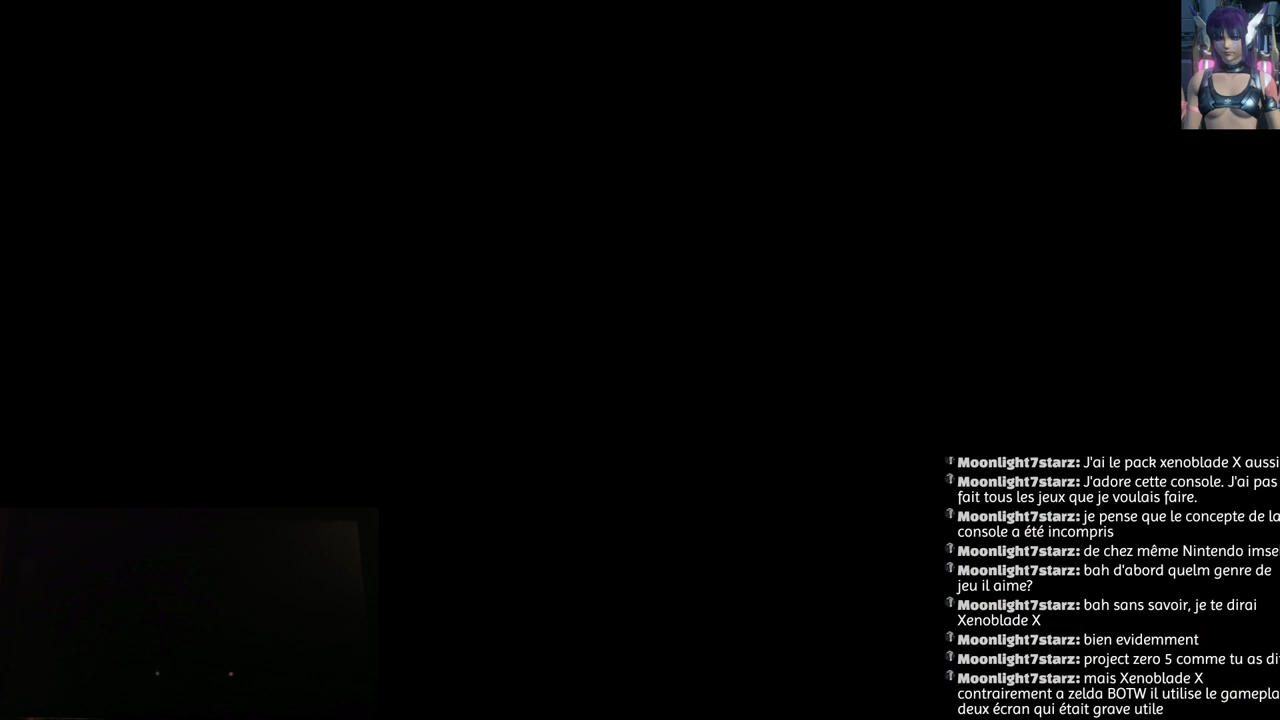 Moonlight7starz: J'ai le pack xenoblade X aussi
Moonlight7starz: J'adore cette console. J'ai pas
fait tous les jeux que je voulais faire.
Moonlight7starz: je pense que le concepte de la
console a été incompris
Moonlight7starz: de chez même Nintendo imse
Moonlight7starz: bah d'abord quelm genre de
jeu il aime?
Moonlight7starz: bah sans savoir, je te dirai
Xenoblade X
Moonlight7starz: bien evidemment
Moonlight7starz: project zero 5 comme tu as di
Moonlight7starz: mais Xenoblade X
contrairement a zelda BOTW il utilise le gamepla
deux écran qui était grave utile